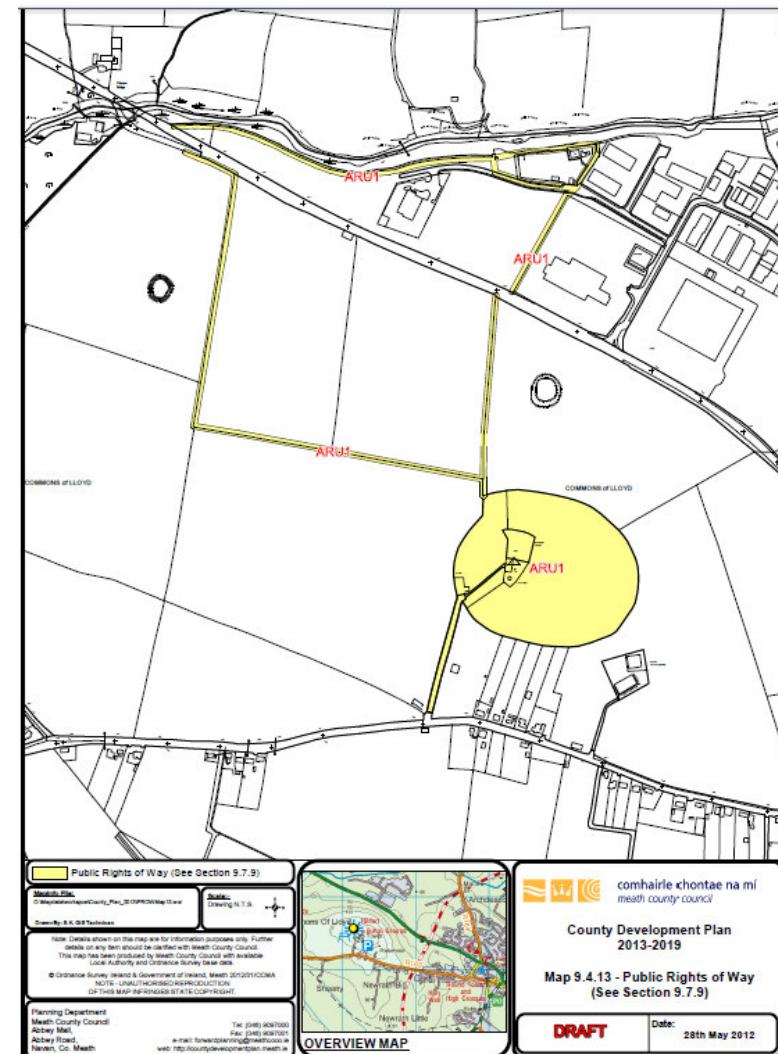 ARU1
ARU1
ARU1
COMMONS of LLOYD
COMMONS of LLOYD
ARU1
Public Rights of Way (See Section 9.7.9)
Scale:-
Drawing N.T.S.
Note: Details shown on this map are for information purposes only. Further
details on any item should be clarified with Meath County Council.
This map has been produced by Meath County Council with available
Local Authority and Ordnance Survey base data.
© Ordnance Survey Ireland & Government of Ireland, Meath
NOTE - UNAUTHORISED REPRODUCTION
OF THIS MAP INFRINGES STATE COPYRIGHT.
Planning Department
Meath County Council
Abbey Mall,
Abbey Road,
Navan, Co. Meath
Tel: (046) 9097000
Fax: (046) 9097001
OVERVIEW MAP
comhairle chontae na mí
meath county council
County Development Plan
2013-2019
Map 9.4.13 - Public Rights of Way
(See Section 9.7.9)
DRAFT
Date:
28th May 2012